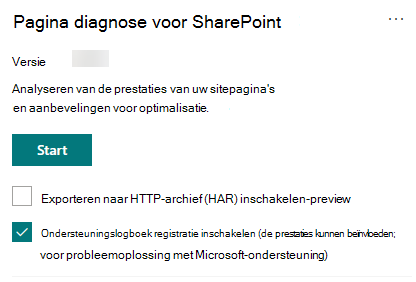 Pagina diagnose voor SharePoint
...
Versie
Analyseren van de prestaties van uw sitepagina's
en aanbevelingen voor optimalisatie.
Start
Exporteren naar HTTP-archief (HAR) inschakelen-preview
Ondersteuningslogboek registratie inschakelen (de prestaties kunnen beïnvloeden;
voor probleemoplossing met Microsoft-ondersteuning)